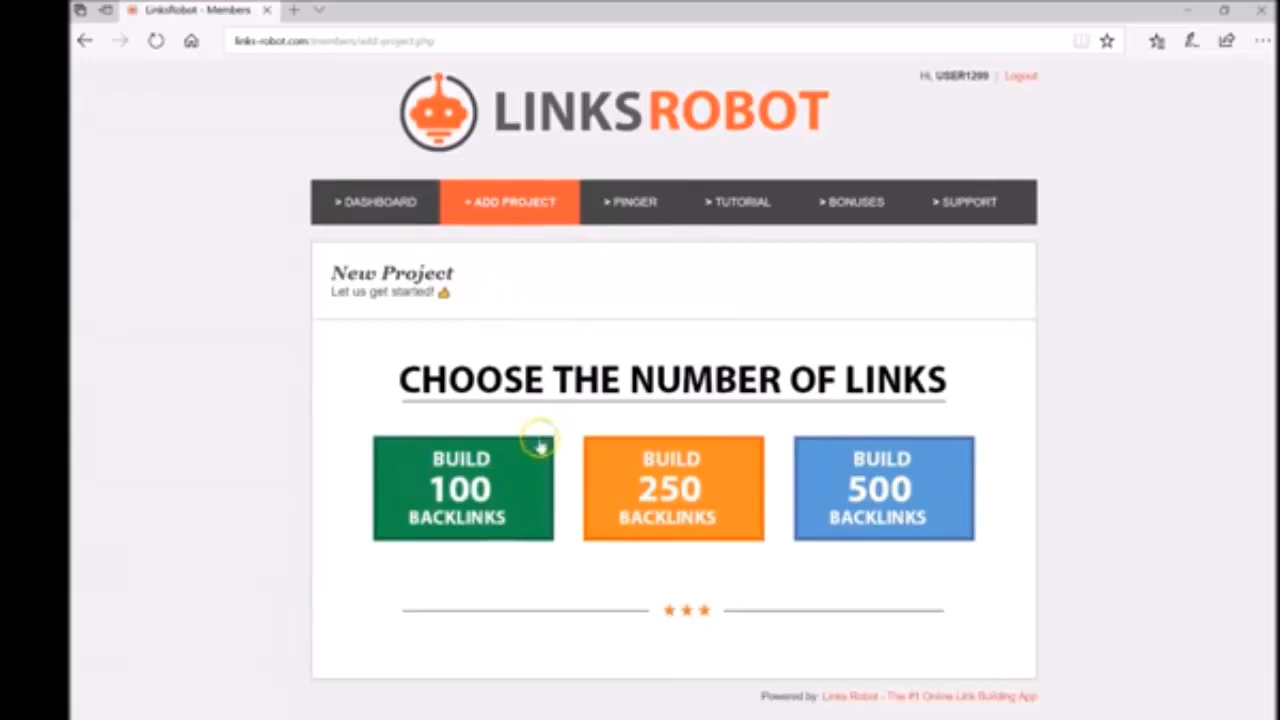 LinksRobot - Members
links-robot.com/members/add-project.php
Hi, USER1209 | Logout
LINKSROBOT
> DASHBOARD
+ ADD PROJECT
> PINGER
> TUTORIAL
> BONUSES
> SUPPORT
New Project
Let us get started!
CHOOSE THE NUMBER OF LINKS
BUILD
100
BACKLINKS
BUILD
250
BACKLINKS
BUILD
500
BACKLINKS
Powered by: Links Robot - The #1 Online Link Building App